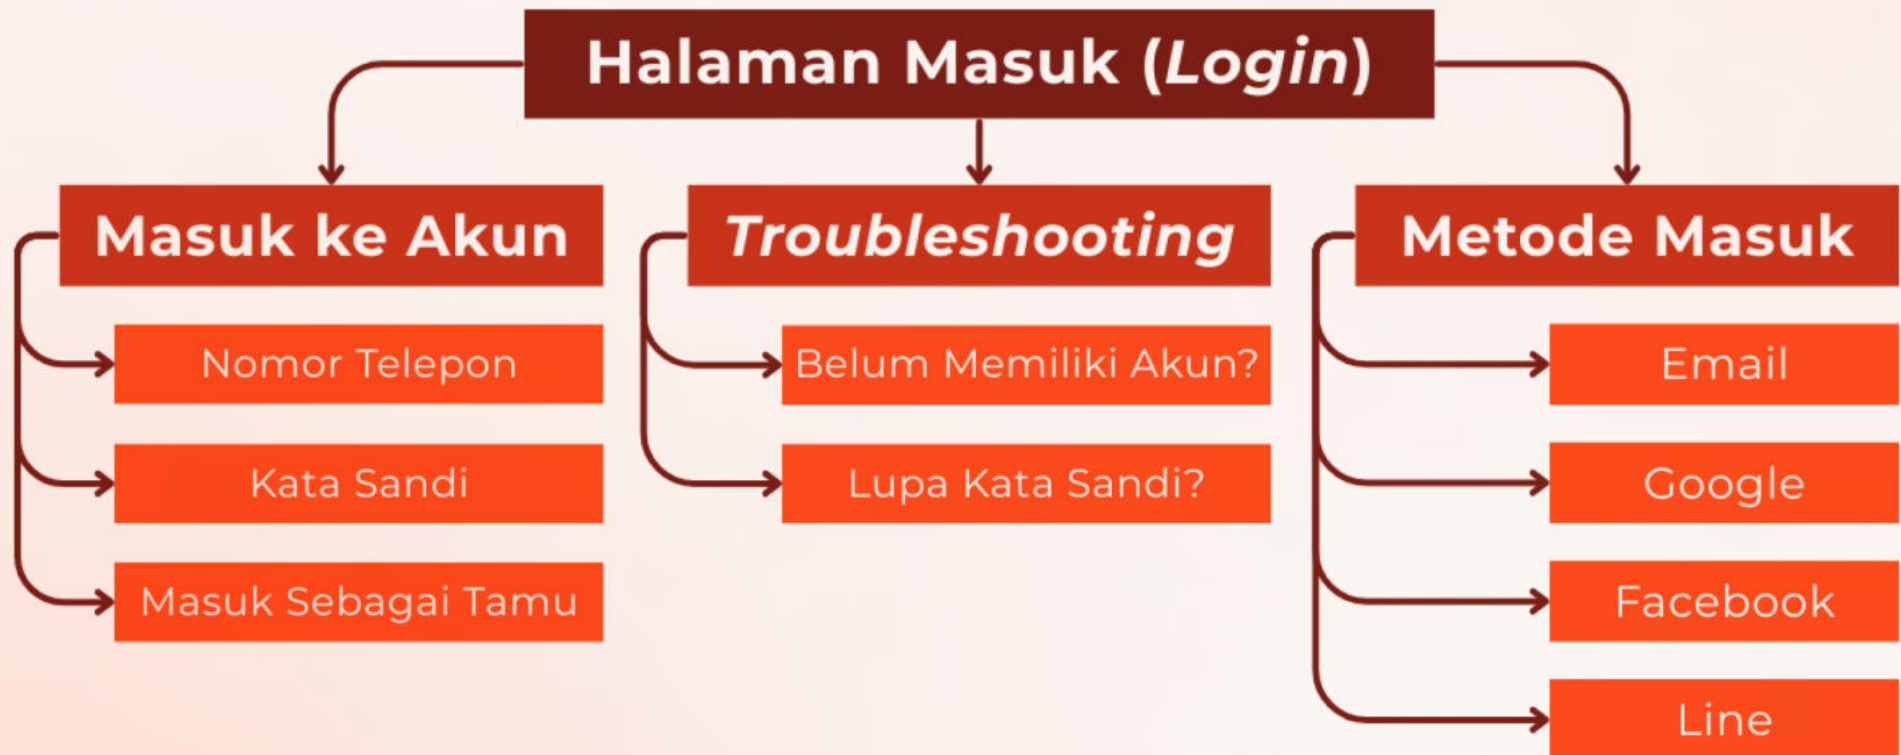 Halaman Masuk (Login)
Masuk ke Akun
Nomor Telepon
Kata Sandi
Masuk Sebagai Tamu
Troubleshooting
Belum Memiliki Akun?
Lupa Kata Sandi?
Metode Masuk
Email
Google
Facebook
Line